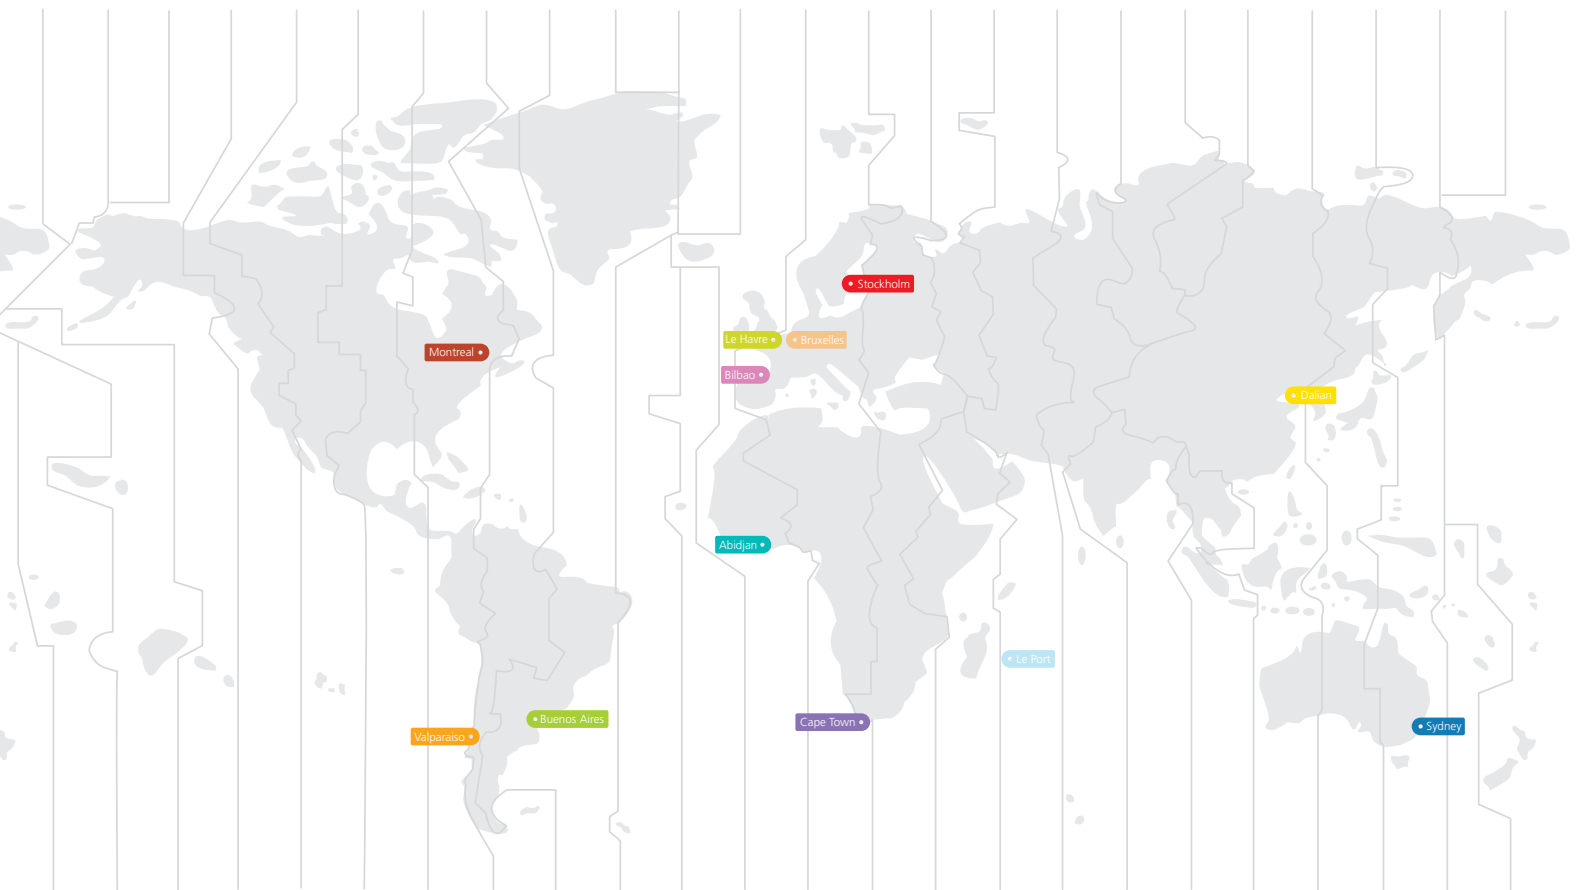 Stockholm
Le Havre
Bruxelles
Montreal
Bilbao
Dalian
Abidjan
Le Port
Buenos Aires
Cape Town
Sydney
Valparaiso